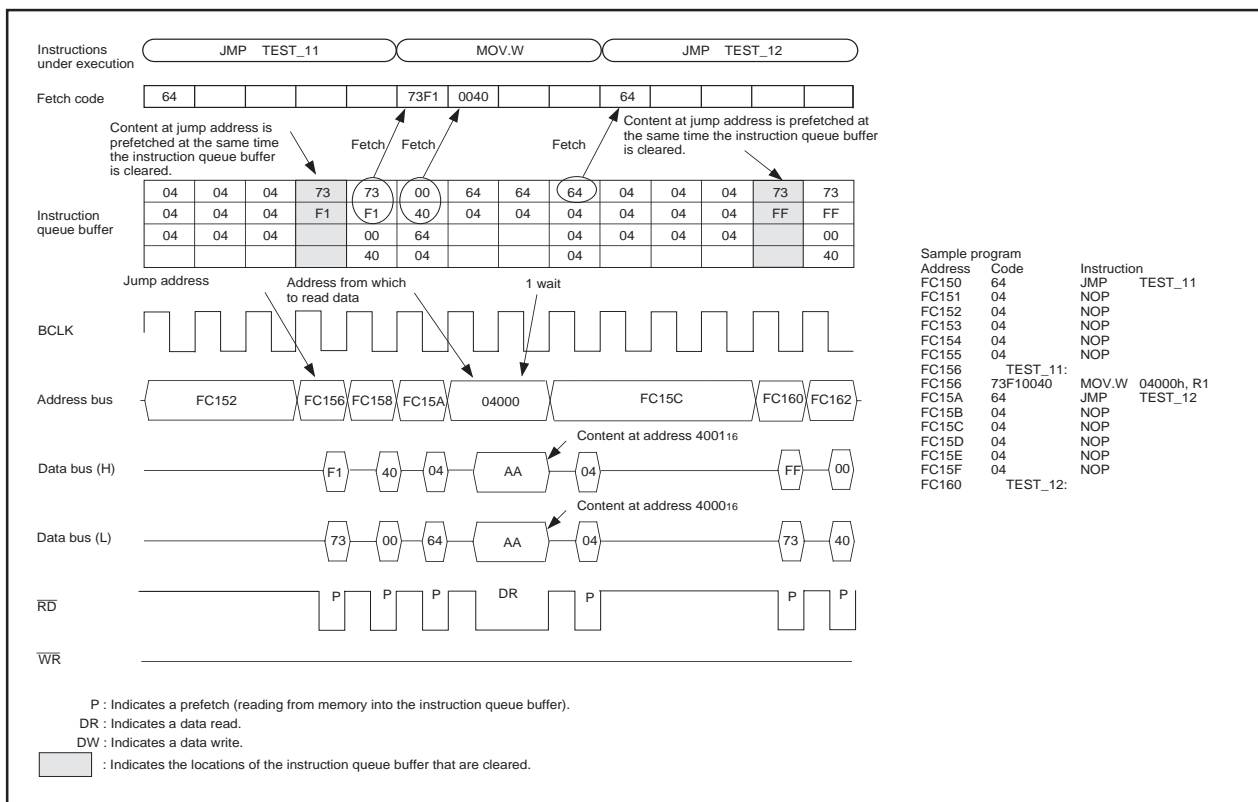 Instructions
under execution
JMP TEST_11
MOV.W
JMP TEST_12
Fetch code
64
73F1
0040
64
Content at jump address is
prefetched at the same time
the instruction queue buffer
is cleared.
Fetch
Fetch
Fetch
Content at jump address is prefetched at
the same time the instruction queue buffer
is cleared.
Instruction
queue buffer
04 04 04 73 73 00 64 64 64 04 04 04 73 73
04 04 04 F1 F1 40 04 04 04 04 04 04 FF FF
04 04 04 00 64 04 04 04 04 00
40 04 04 40
Jump address
Address from which
to read data
1 wait
BCLK
Address bus
FC152 FC156 FC158 FC15A 04000 FC15C FC160 FC162
Content at address 400116
Data bus (H)
F1 40 04 AA 04 FF 00
Content at address 400016
Data bus (L)
73 00 64 AA 04 73 40
RD
P P P DR P P P
WR
P : Indicates a prefetch (reading from memory into the instruction queue buffer).
DR : Indicates a data read.
DW : Indicates a data write.
: Indicates the locations of the instruction queue buffer that are cleared.
Sample program
Address Code Instruction
FC150 64 JMP TEST_11
FC151 04 NOP
FC152 04 NOP
FC153 04 NOP
FC154 04 NOP
FC155 04 NOP
FC156 TEST_11:
FC156 73F10040 MOV.W 04000h, R1
FC15A 64 JMP TEST_12
FC15B 04 NOP
FC15C 04 NOP
FC15D 04 NOP
FC15E 04 NOP
FC15F 04 NOP
FC160 TEST_12: